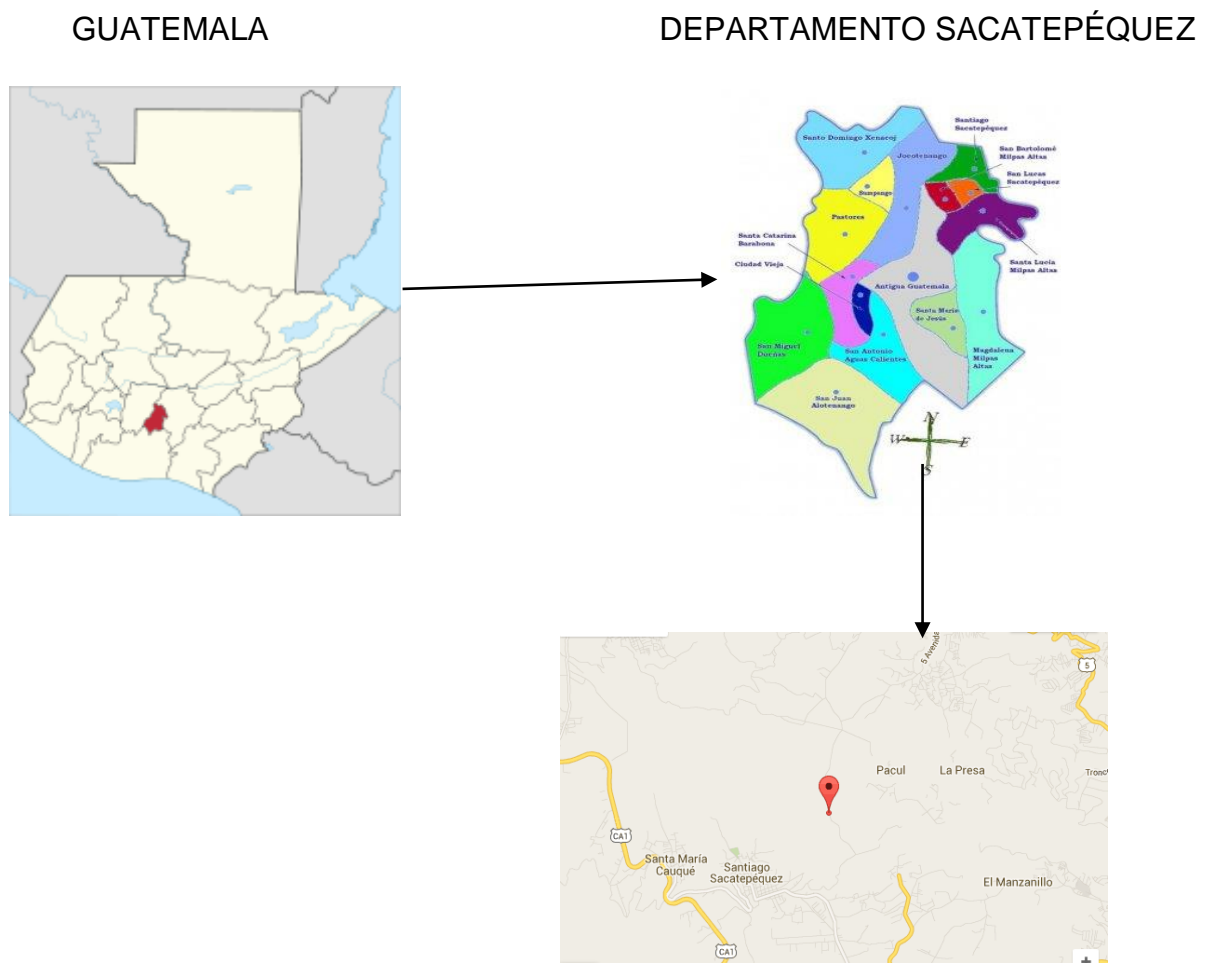 GUATEMALA
DEPARTAMENTO SACATEPÉQUEZ
Santo Domingo Xenacoj
Santiago
Sacatepéquez
Jocotenango
San Bartolomé
Milpas Altas
San Lucas
Sacatepéquez
Sumpango
Pastores
Santa Catarina
Barahona
Ciudad Vieja
Santa Lucía
Milpas Altas
Antigua Guatemala
Santa María
de Jesús
San Miguel
Dueñas
San Antonio
Aguas Calientes
Magdalena
Milpas
Altas
San Juan
Alotenango
N
W
E
S
5 Avenida
5
Pacul
La Presa
Tronc
CA1
Santa María
Cauqué
Santiago
Sacatepéquez
El Manzanillo
CA1
+